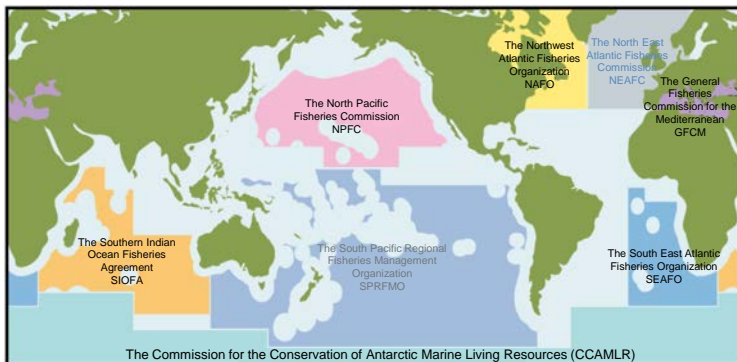 The Northwest
Atlantic Fisheries
Organization
NAFO
The North East
Atlantic Fisheries
Commission
NEAFC
The General
Fisheries
Commission for the
Mediterranean
GFCM
The North Pacific
Fisheries Commission
NPFC
The Southern Indian
Ocean Fisheries
Agreement
SIOFA
The South Pacific Regional
Fisheries Management
Organization
SPRFMO
The South East Atlantic
Fisheries Organization
SEAFO
The Commission for the Conservation of Antarctic Marine Living Resources (CCAMLR)